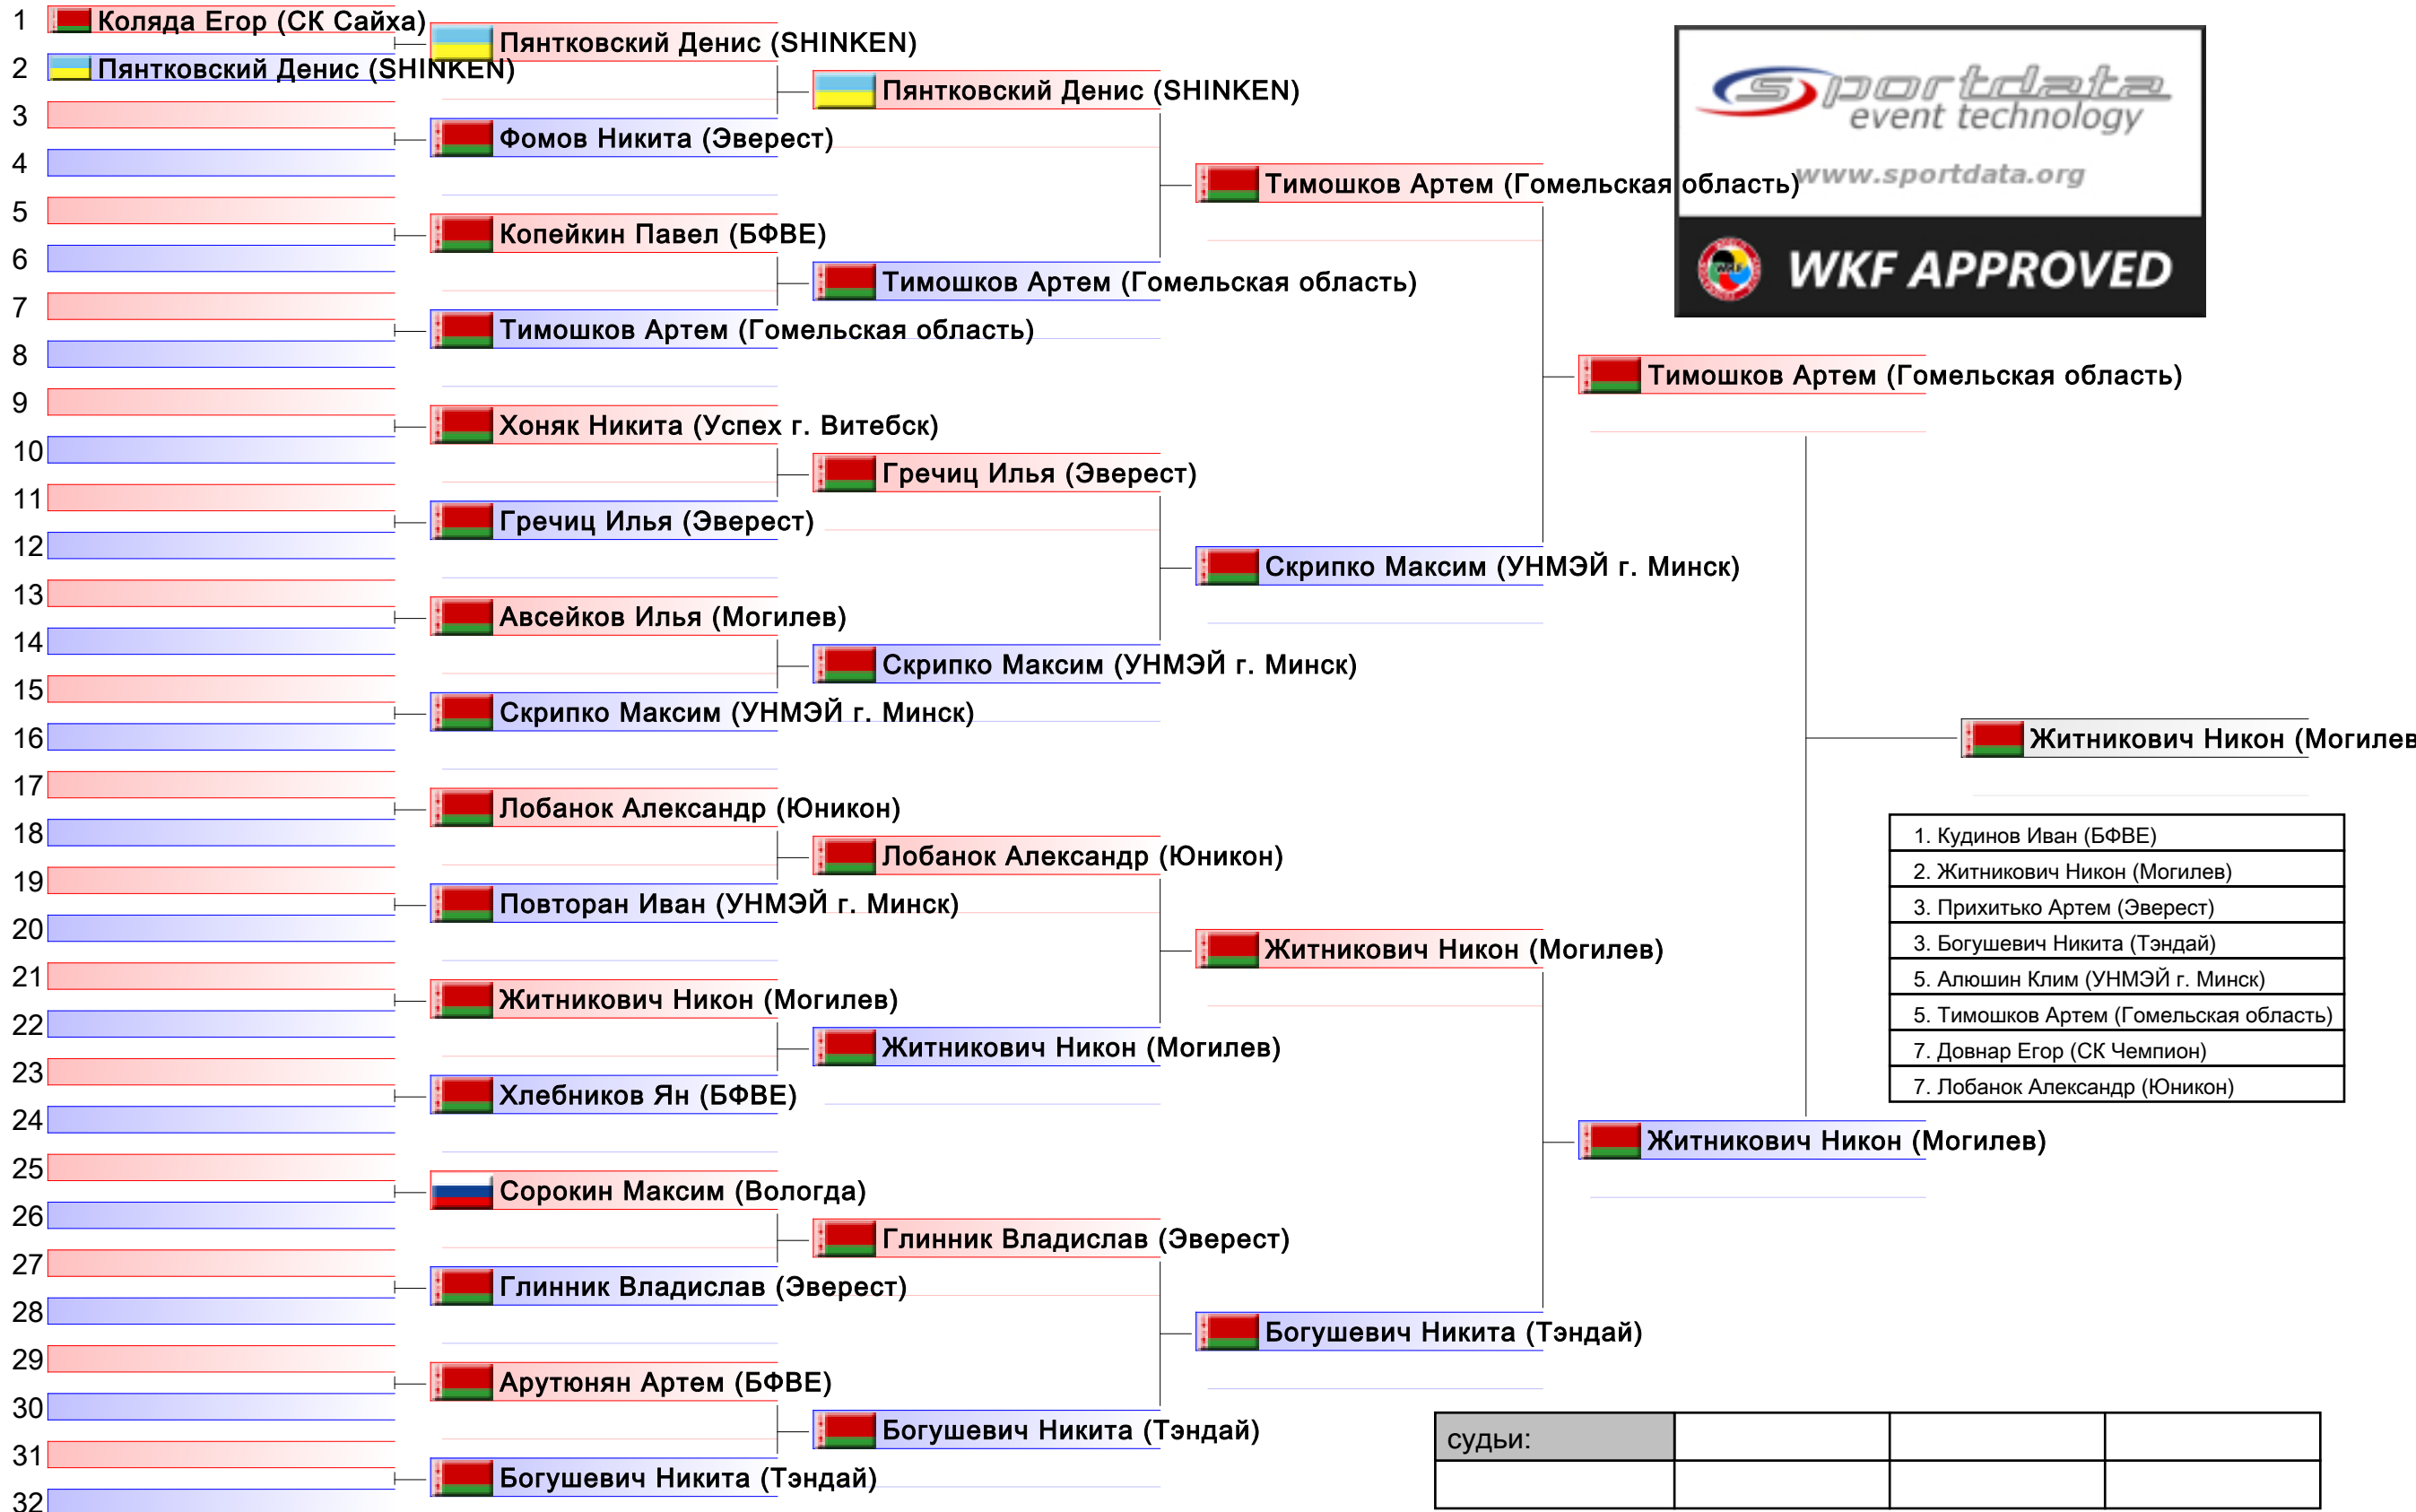 1 Коляда Егор (СК Сайха)
2 Пянтковский Денис (SHINKEN)
3
4
5
6
7
8
9
10
11
12
13
14
15
16
17
18
19
20
21
22
23
24
25
26
27
28
29
30
31
32
Пянтковский Денис (SHINKEN)
Фомов Никита (Эверест)
Копейкин Павел (БФВЕ)
Тимошков Артем (Гомельская область)
Хоняк Никита (Успех г. Витебск)
Гречиц Илья (Эверест)
Авсейков Илья (Могилев)
Скрипко Максим (УНМЭЙ г. Минск)
Лобанок Александр (Юникон)
Повторан Иван (УНМЭЙ г. Минск)
Житникович Никон (Могилев)
Хлебников Ян (БФВЕ)
Сорокин Максим (Вологда)
Глинник Владислав (Эверест)
Арутюнян Артем (БФВЕ)
Богушевич Никита (Тэндай)
Пянтковский Денис (SHINKEN)
Тимошков Артем (Гомельская область)
Гречиц Илья (Эверест)
Скрипко Максим (УНМЭЙ г. Минск)
Лобанок Александр (Юникон)
Житникович Никон (Могилев)
Глинник Владислав (Эверест)
Богушевич Никита (Тэндай)
Тимошков Артем (Гомельская область)
Скрипко Максим (УНМЭЙ г. Минск)
Житникович Никон (Могилев)
Богушевич Никита (Тэндай)
Тимошков Артем (Гомельская область)
Житникович Никон (Могилев)
Житникович Никон (Могилев
sportdata
event technology
www.sportdata.org
WKF
WKF APPROVED
1. Кудинов Иван (БФВЕ)
2. Житникович Никон (Могилев)
3. Прихитько Артем (Эверест)
3. Богушевич Никита (Тэндай)
5. Алюшин Клим (УНМЭЙ г. Минск)
5. Тимошков Артем (Гомельская область)
7. Довнар Егор (СК Чемпион)
7. Лобанок Александр (Юникон)
судьи: